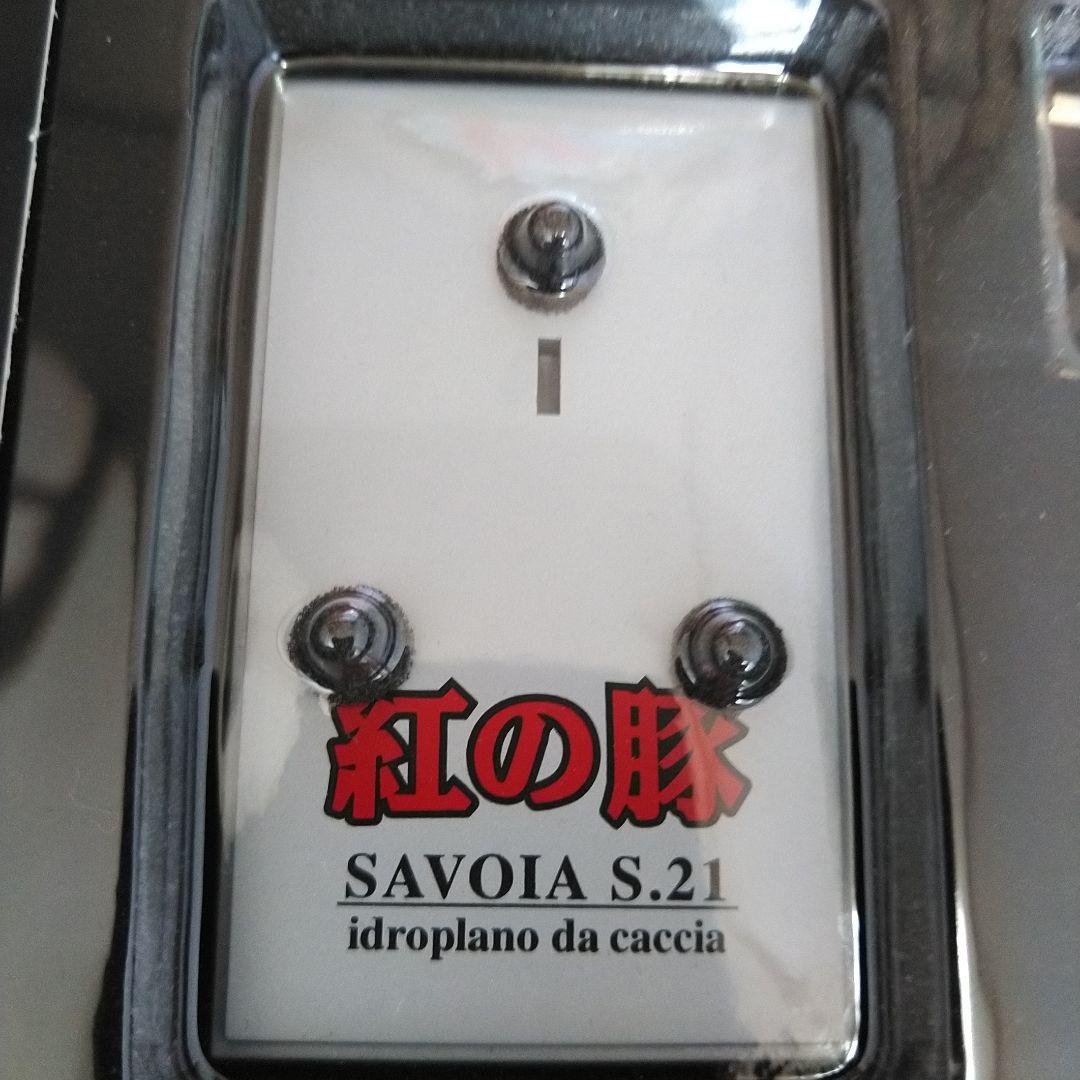 紅の豚
SAVOIA S.21
idroplano da caccia